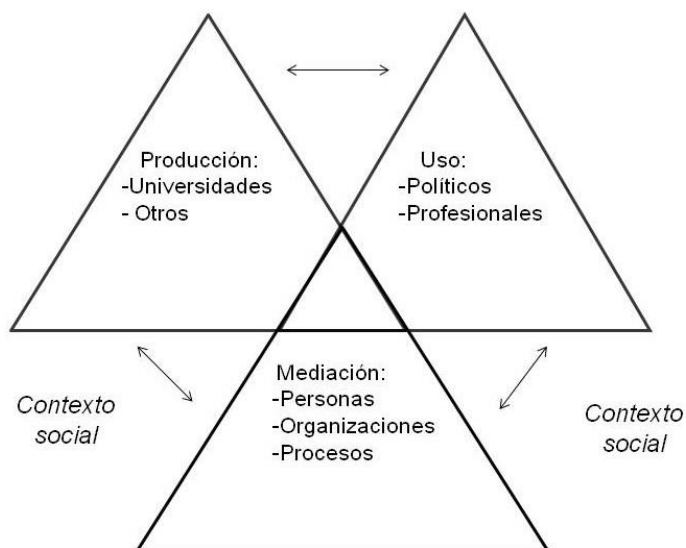 Producción:
-Universidades
- Otros
Uso:
-Políticos
-Profesionales
Mediación:
-Personas
-Organizaciones
-Procesos
Contexto
social
Contexto
social